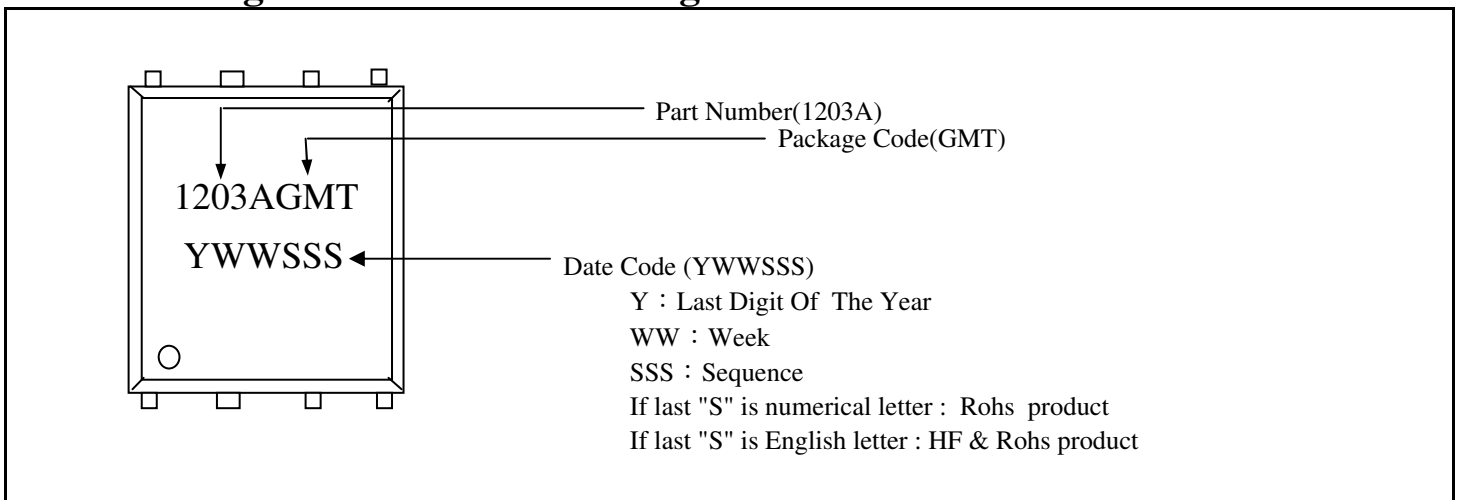 Part Number(1203A)
Package Code(GMT)
1203AGMT
YWWSSS
Date Code (YWWSSS)
Y：Last Digit Of The Year
WW：Week
SSS：Sequence
If last "S" is numerical letter : Rohs product
If last "S" is English letter : HF & Rohs product